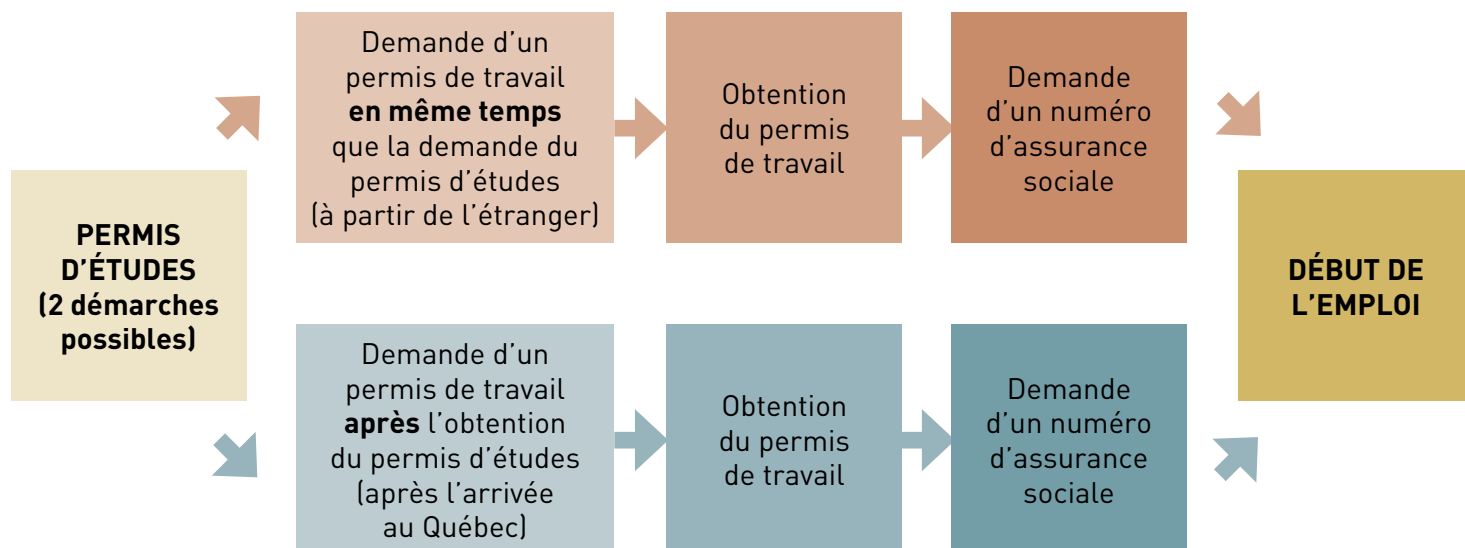 PERMIS
D’ÉTUDES
(2 démarches
possibles)
Demande d’un
permis de travail
en même temps
que la demande du
permis d’études
(à partir de l’étranger)
Obtention
du permis
de travail
Demande
d’un numéro
d’assurance
sociale
Demande d’un
permis de travail
après l’obtention
du permis d’études
(après l’arrivée
au Québec)
Obtention
du permis
de travail
Demande
d’un numéro
d’assurance
sociale
DÉBUT DE
L’EMPLOI